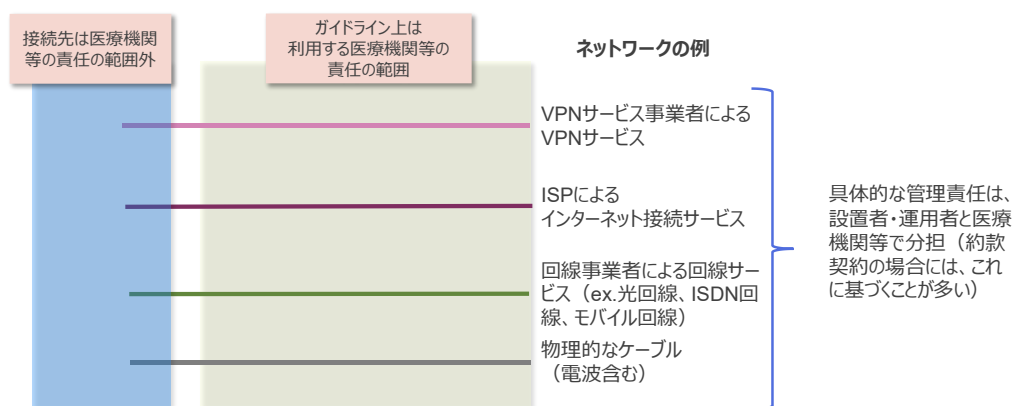 接続先は医療機関
等の責任の範囲外
ガイドライン上は
利用する医療機関等の
責任の範囲
ネットワークの例
VPNサービス事業者による
VPNサービス
ISPによる
インターネット接続サービス
回線事業者による回線サー
ビス（ex.光回線、ISDN回
線、モバイル回線）
物理的なケーブル
（電波含む）
具体的な管理責任は、
設置者・運用者と医療
機関等で分担（約款
契約の場合には、これ
に基づくことが多い）